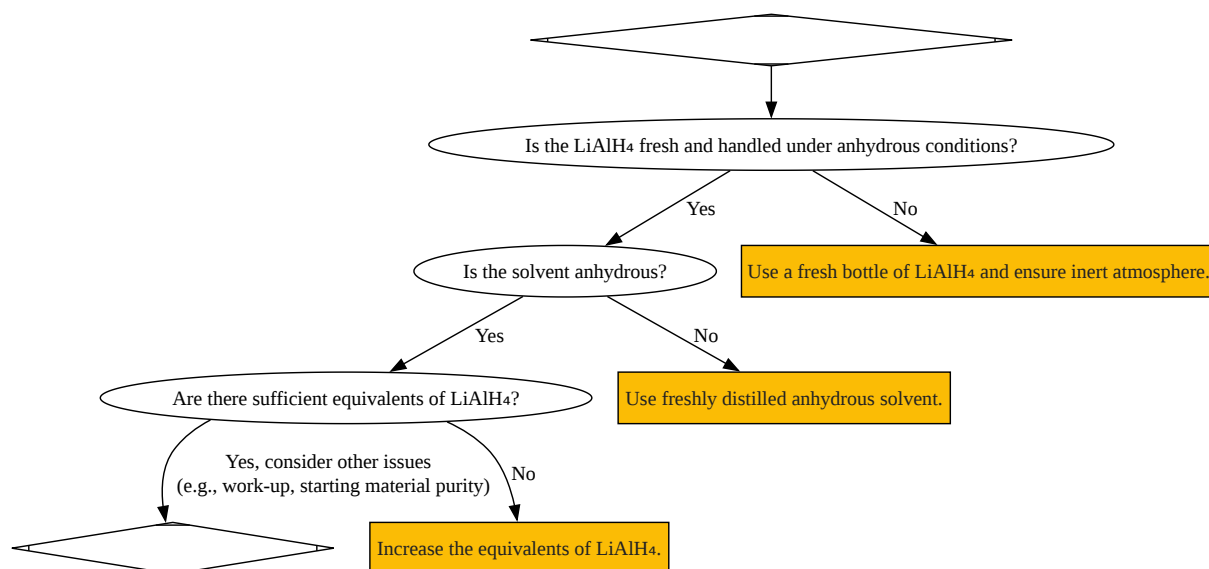 Is the LiAlH₄ fresh and handled under anhydrous conditions?
Yes
No
Is the solvent anhydrous?
Use a fresh bottle of LiAlH₄ and ensure inert atmosphere.
Yes
No
Are there sufficient equivalents of LiAlH₄?
Use freshly distilled anhydrous solvent.
Yes, consider other issues
(e.g., work-up, starting material purity)
No
Increase the equivalents of LiAlH₄.